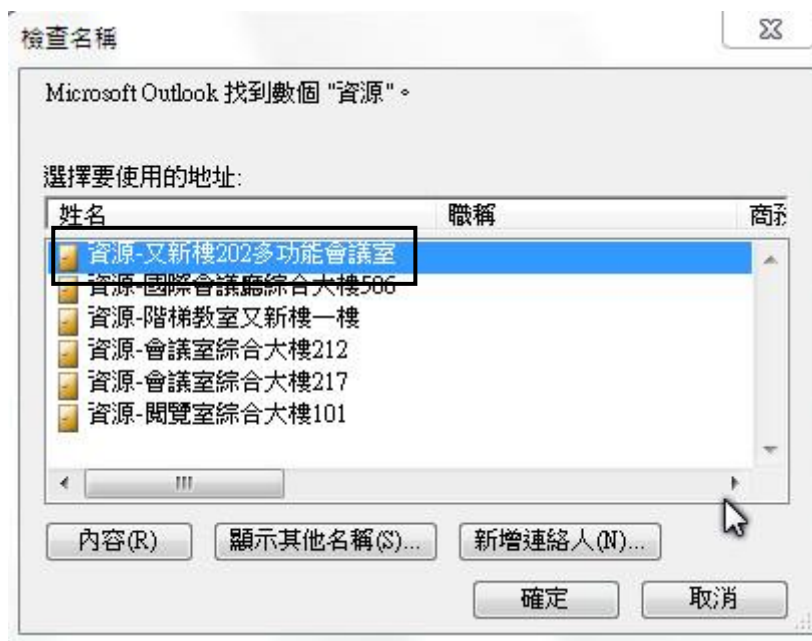 檢查名稱
Microsoft Outlook 找到數個 "資源"。
選擇要使用的地址:
姓名 職稱 商務
資源-又新樓202多功能會議室
資源-國際會議廳綜合大樓506
資源-階梯教室又新樓一樓
資源-會議室綜合大樓212
資源-會議室綜合大樓217
資源-閱覽室綜合大樓101
內容(R) 顯示其他名稱(S)... 新增連絡人(N)...
確定 取消